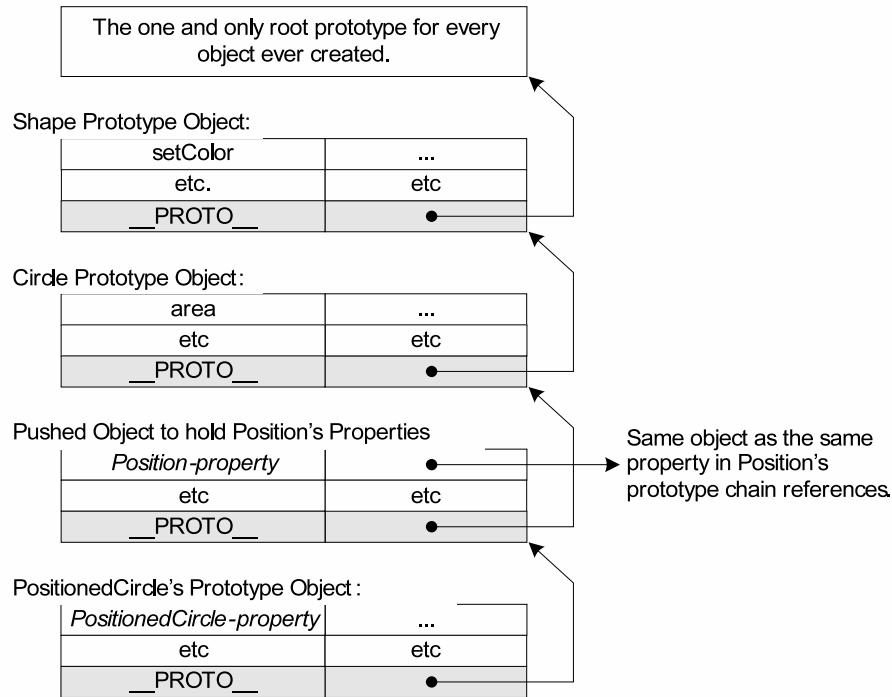 The one and only root prototype for every
object ever created.
Shape Prototype Object:
setColor ...
etc. etc
__PROTO__
Circle Prototype Object:
area ...
etc etc
__PROTO__
Pushed Object to hold Position's Properties
Position-property
etc etc
__PROTO__
Same object as the same
property in Position's
prototype chain references.
PositionedCircle's Prototype Object:
PositionedCircle-property ...
etc etc
__PROTO__